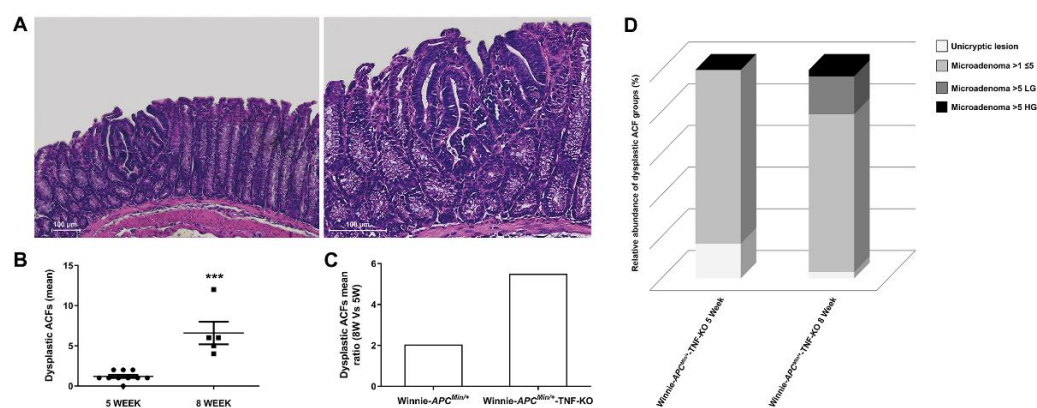 A
100 µm
100 µm
B
Dysplastic ACFs (mean)
15
10
5
0
***
5 WEEK
8 WEEK
C
Dysplastic ACFs mean
ratio (8W Vs 5W)
6
4
2
0
Winnie-APCMin/+
Winnie-APCMin/+-TNF-KO
D
Relative abundance of dysplastic ACF groups (%)
Winnie-APCMin/+-TNF-KO 5 Week
Winnie-APCMin/+-TNF-KO 8 Week
Unicryptic lesion
Microadenoma >1 ≤5
Microadenoma >5 LG
Microadenoma >5 HG